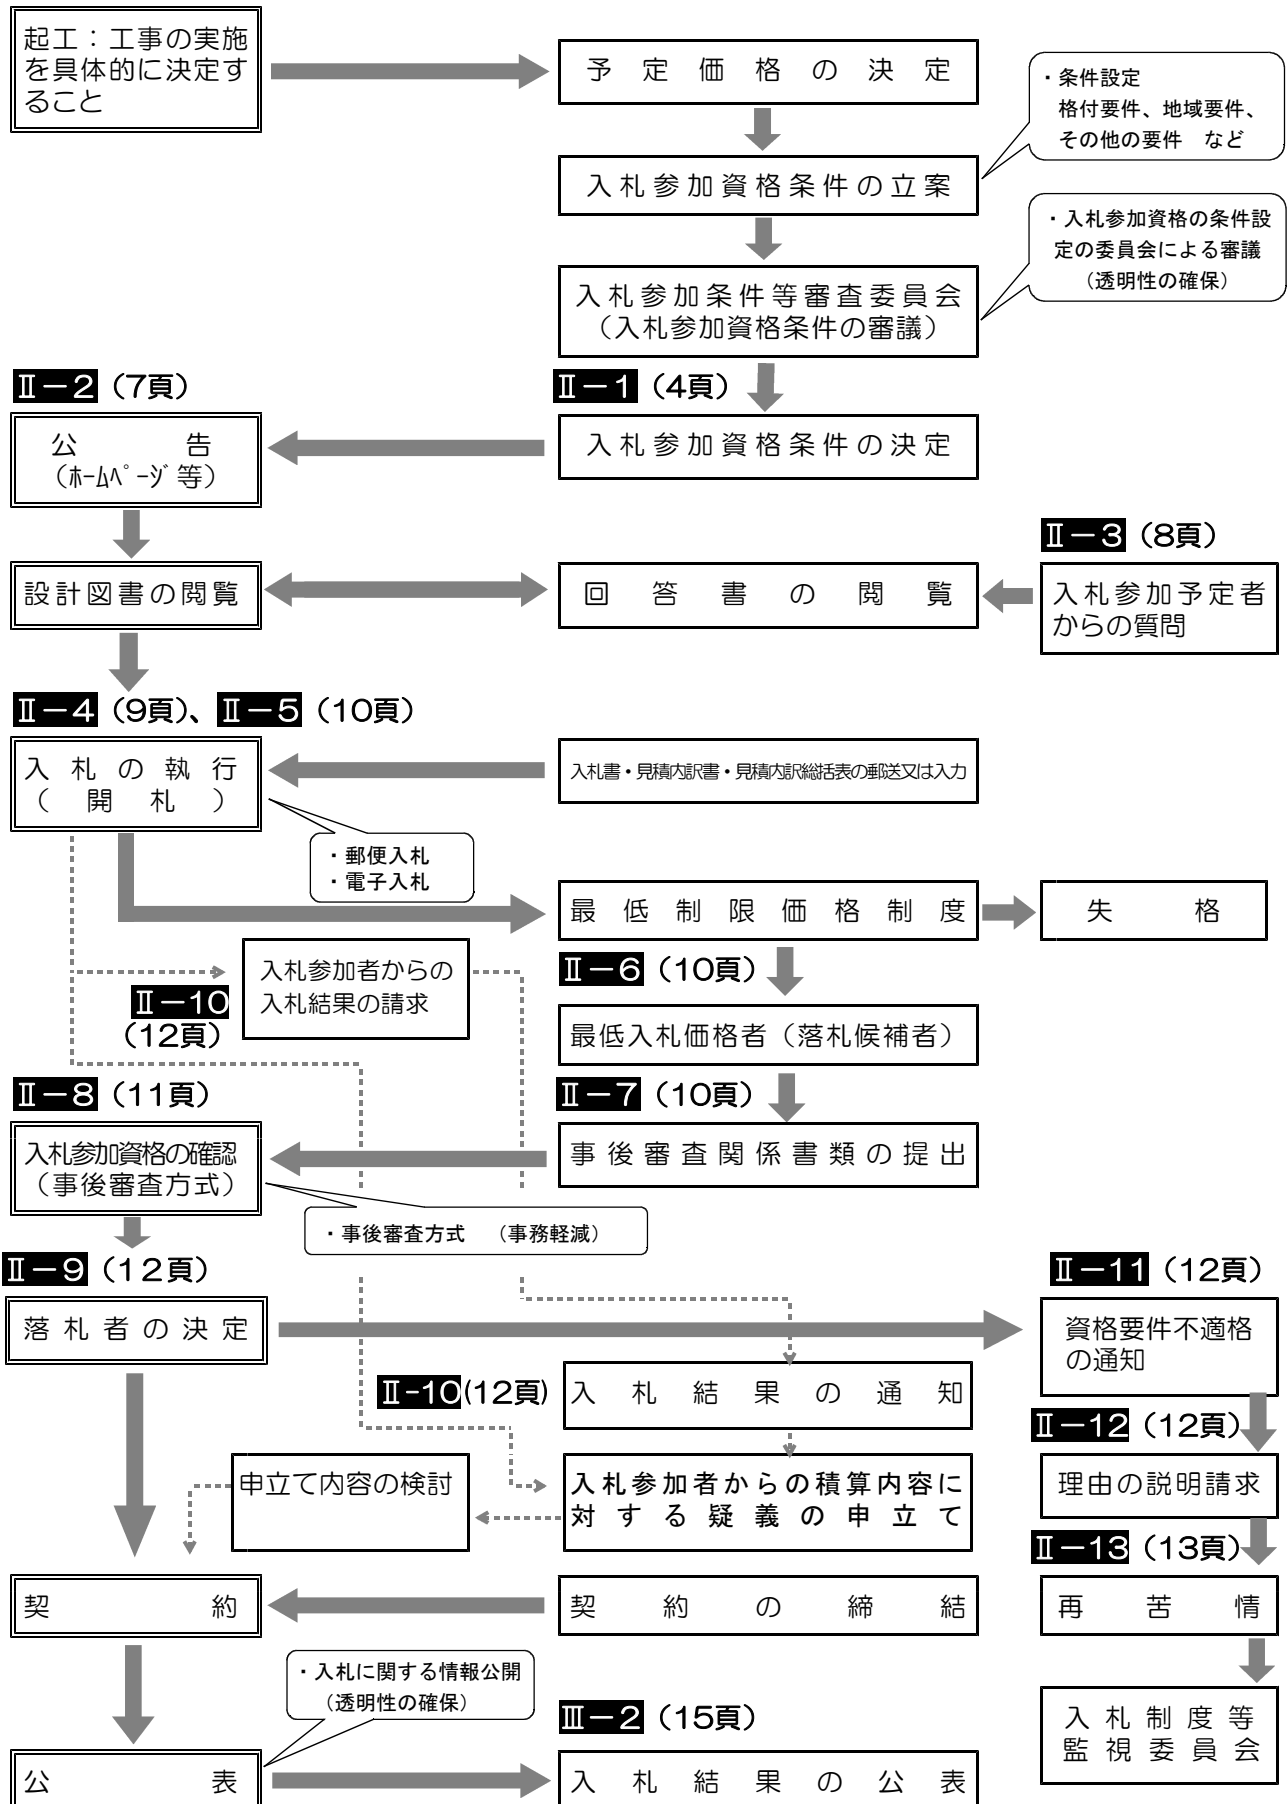 起工：工事の実施
を具体的に決定す
ること
予定価格の決定
・条件設定
格付要件、地域要件、
その他の要件　など
入札参加資格条件の立案
・入札参加資格の条件設
定の委員会による審議
（透明性の確保）
入札参加条件等審査委員会
（入札参加資格条件の審議）
Ⅱ－２（7頁）
Ⅱ－１（4頁）
公告
（ﾎｰﾑﾍﾟｰｼﾞ等）
入札参加資格条件の決定
Ⅱ－３（8頁）
設計図書の閲覧
回答書の閲覧
入札参加予定者
からの質問
Ⅱ－４（9頁）、Ⅱ－５（10頁）
入札の執行
（開札）
入札書・見積内訳書・見積内訳総括表の郵送又は入力
・郵便入札
・電子入札
最低制限価格制度
失格
入札参加者からの
入札結果の請求
Ⅱ－10
（12頁）
Ⅱ－６（10頁）
最低入札価格者（落札候補者）
Ⅱ－８（11頁）
Ⅱ－７（10頁）
入札参加資格の確認
（事後審査方式）
事後審査関係書類の提出
・事後審査方式　（事務軽減）
Ⅱ－９（12頁）
Ⅱ－11（12頁）
落札者の決定
資格要件不適格
の通知
Ⅱ-10(12頁)
入札結果の通知
Ⅱ－12（12頁）
申立て内容の検討
入札参加者からの積算内容に
対する疑義の申立て
理由の説明請求
Ⅱ－13（13頁）
契約
契約の締結
再苦情
・入札に関する情報公開
（透明性の確保）
Ⅲ－２（15頁）
入札制度等
監視委員会
公表
入札結果の公表